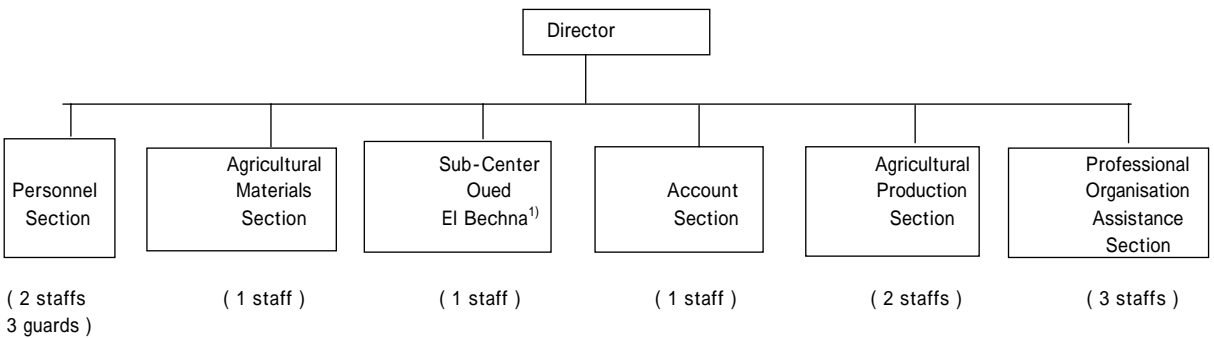 Director
Personnel
Section
Agricultural
Materials
Section
Sub-Center
Oued
El Bechna1)
Account
Section
Agricultural
Production
Section
Professional
Organisation
Assistance
Section
( 2 staffs
3 guards )
( 1 staff )
( 1 staff )
( 1 staff )
( 2 staffs )
( 3 staffs )